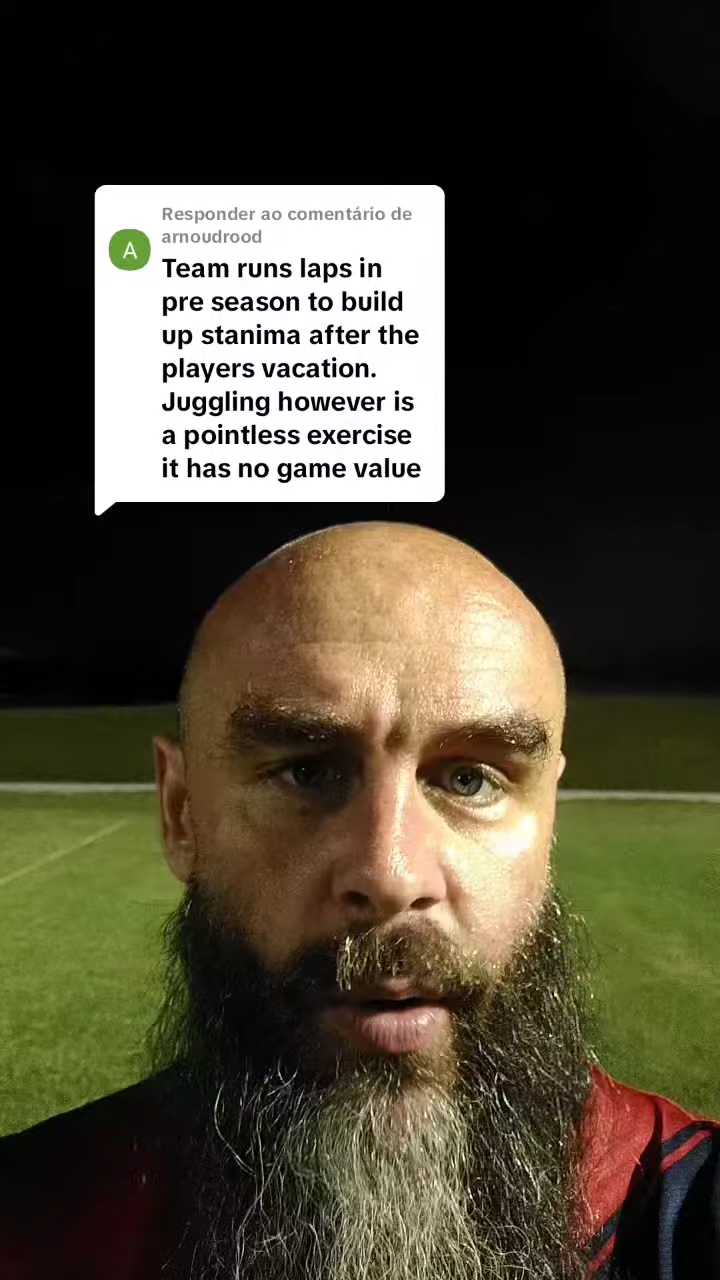 Responder ao comentário de
arnoudrood
A
Team runs laps in
pre season to build
up stanima after the
players vacation.
Juggling however is
a pointless exercise
it has no game value